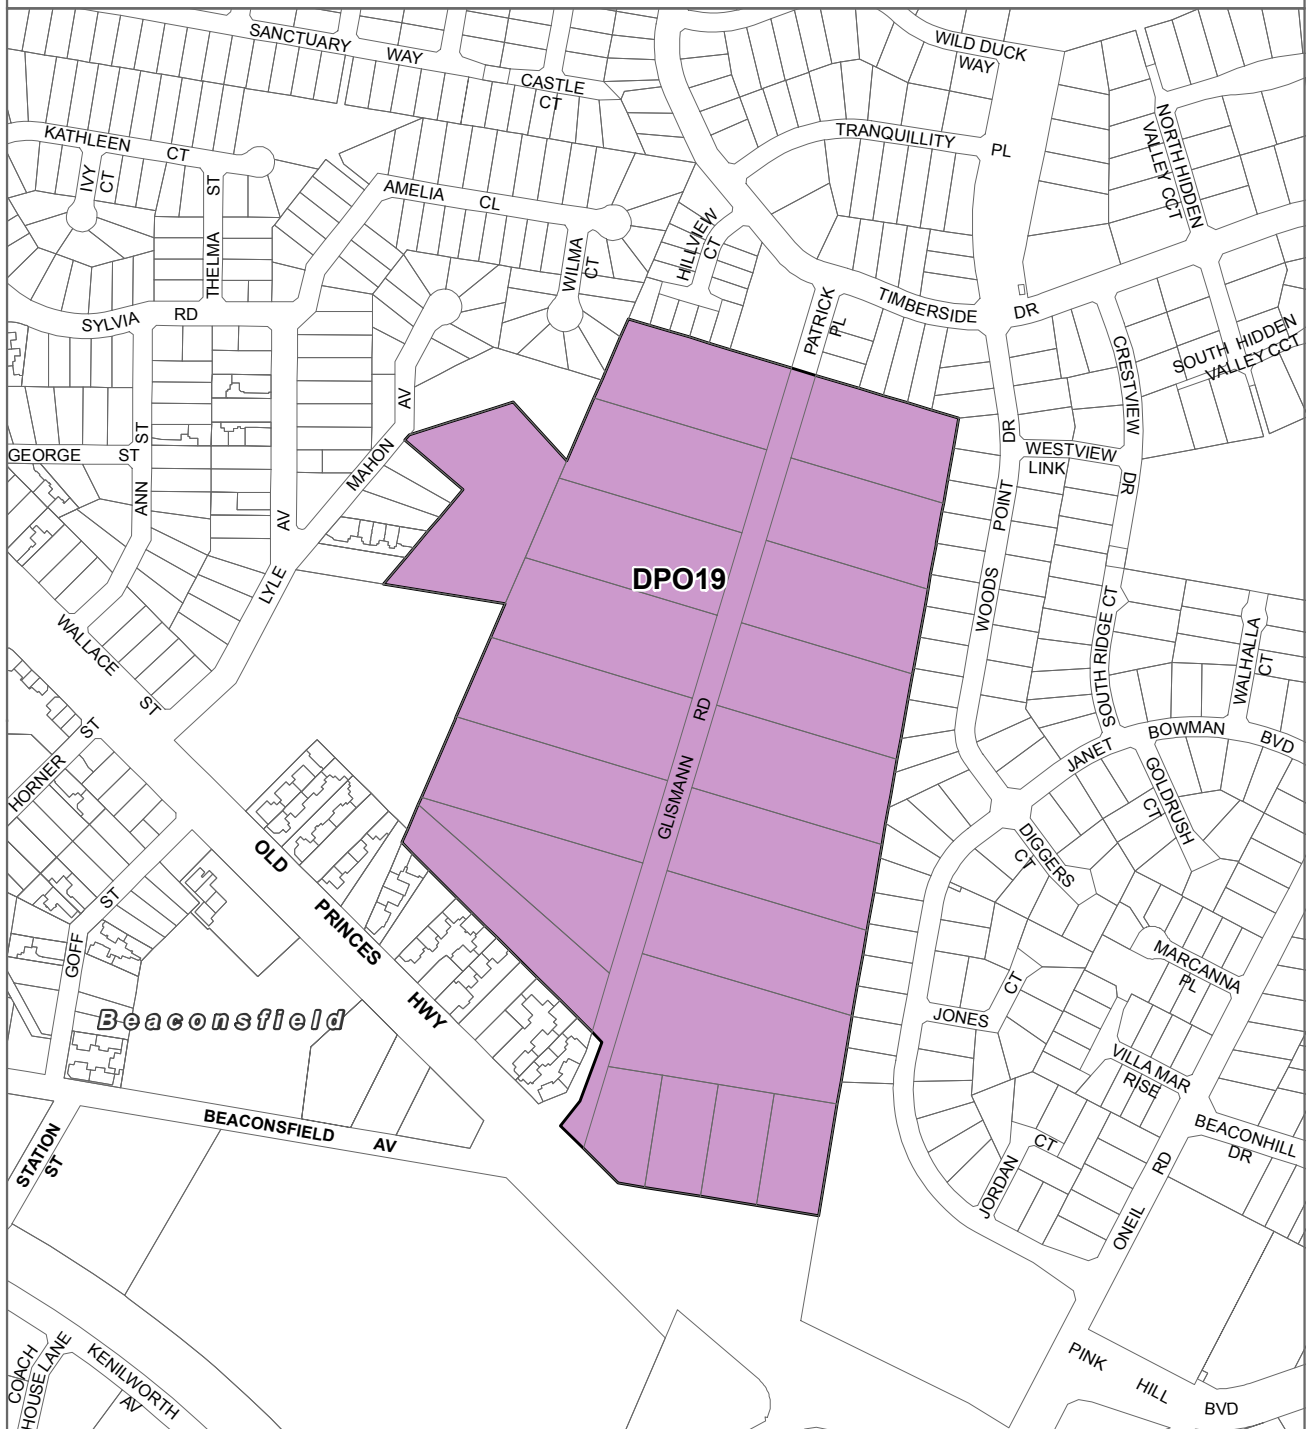 SANCTUARY WAY
CASTLE
CT
WILD DUCK
WAY
KATHLEEN CT
IVY
CT
THELMA ST
AMELIA CL
WILMA
CT
HILLVIEW
CT
TRANQUILLITY PL
NORTH HIDDEN
VALLEY CCT
SYLVIA RD
PATRICK
PL
TIMBERSIDE DR
SOUTH HIDDEN
VALLEY CCT
CRESTVIEW DR
GEORGE ST
ANN ST
MAHON AV
LYLE AV
WESTVIEW
LINK
WOODS POINT DR
DPO19
WALLACE ST
SOUTH RIDGE CT
WALHALLA
CT
HORNER ST
GLISMANN RD
JANET BOWMAN BVD
GOLDRUSH
CT
DIGGERS
CT
OLD PRINCES HWY
GOFF ST
MARCANNA
PL
Beaconsfield
JONES CT
VILLA MAR
RISE
BEACONSFIELD AV
BEACONHILL
DR
STATION
ST
JORDAN CT
ONEIL RD
COACH
HOUSE LANE
KENILWORTH
AV
PINK HILL BVD